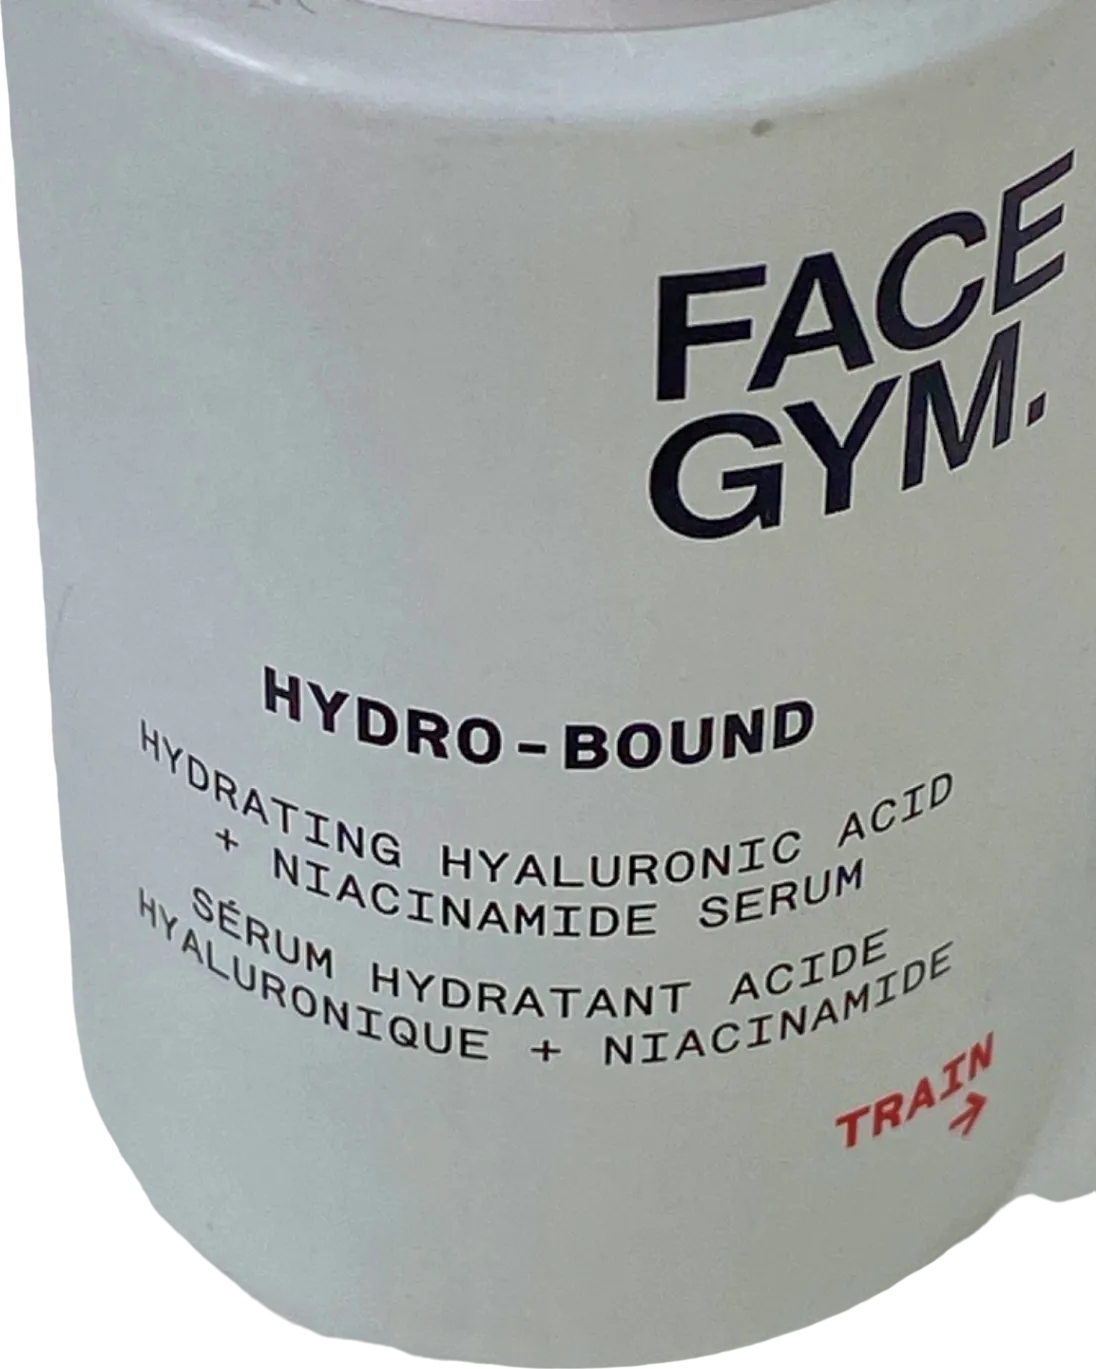 FACE
GYM.
HYDRO-BOUND
HYDRATING HYALURONIC ACID
+ NIACINAMIDE SERUM
SÉRUM HYDRATANT ACIDE
HYALURONIQUE + NIACINAMIDE
TRAIN
→